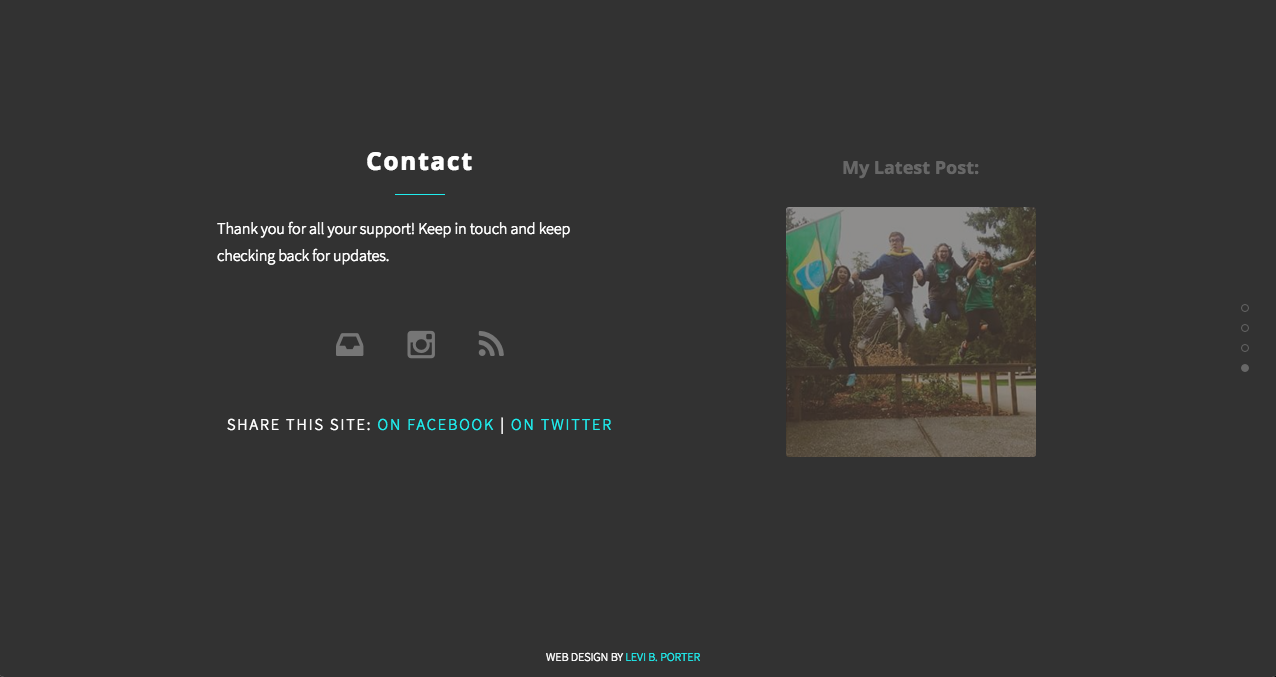 Contact
Thank you for all your support! Keep in touch and keep
checking back for updates.
SHARE THIS SITE: ON FACEBOOK | ON TWITTER
My Latest Post:
WEB DESIGN BY LEVI B. PORTER